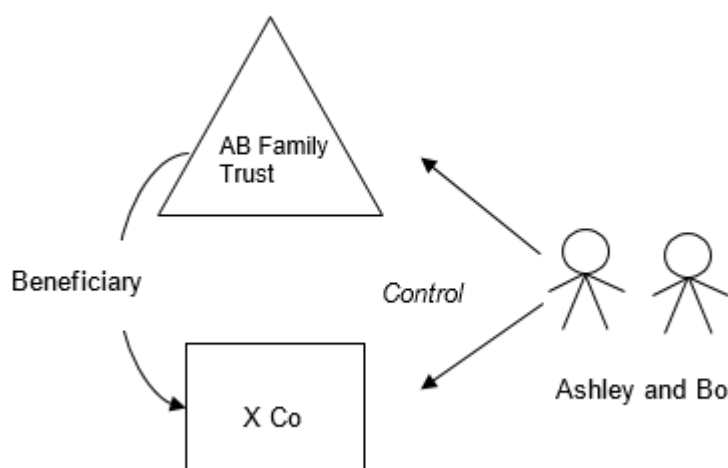 AB Family
Trust
Beneficiary
Control
X Co
Ashley and Bo